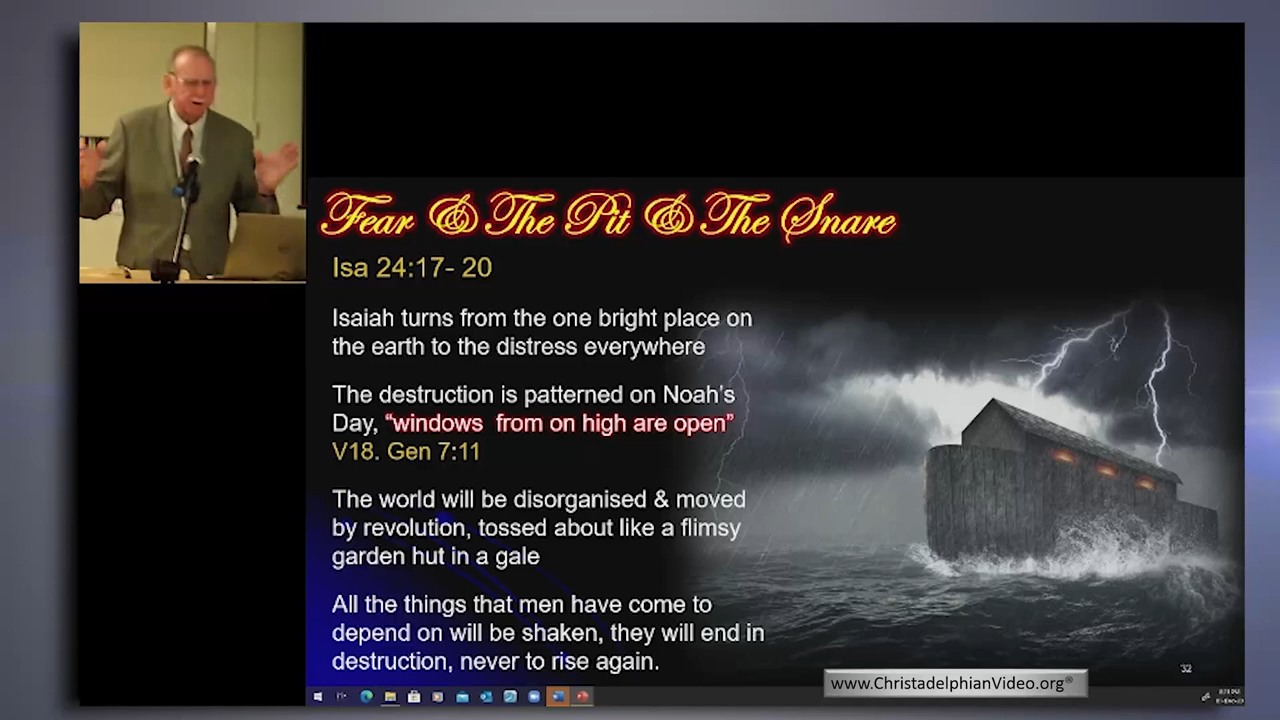 Fear & The Pit & The Snare
Isa 24:17- 20
Isaiah turns from the one bright place on
the earth to the distress everywhere
The destruction is patterned on Noah's
Day, “windows from on high are open”
V18. Gen 7:11
The world will be disorganised & moved
by revolution, tossed about like a flimsy
garden hut in a gale
All the things that men have come to
depend on will be shaken, they will end in
destruction, never to rise again.
32
www.ChristadelphianVideo.org®